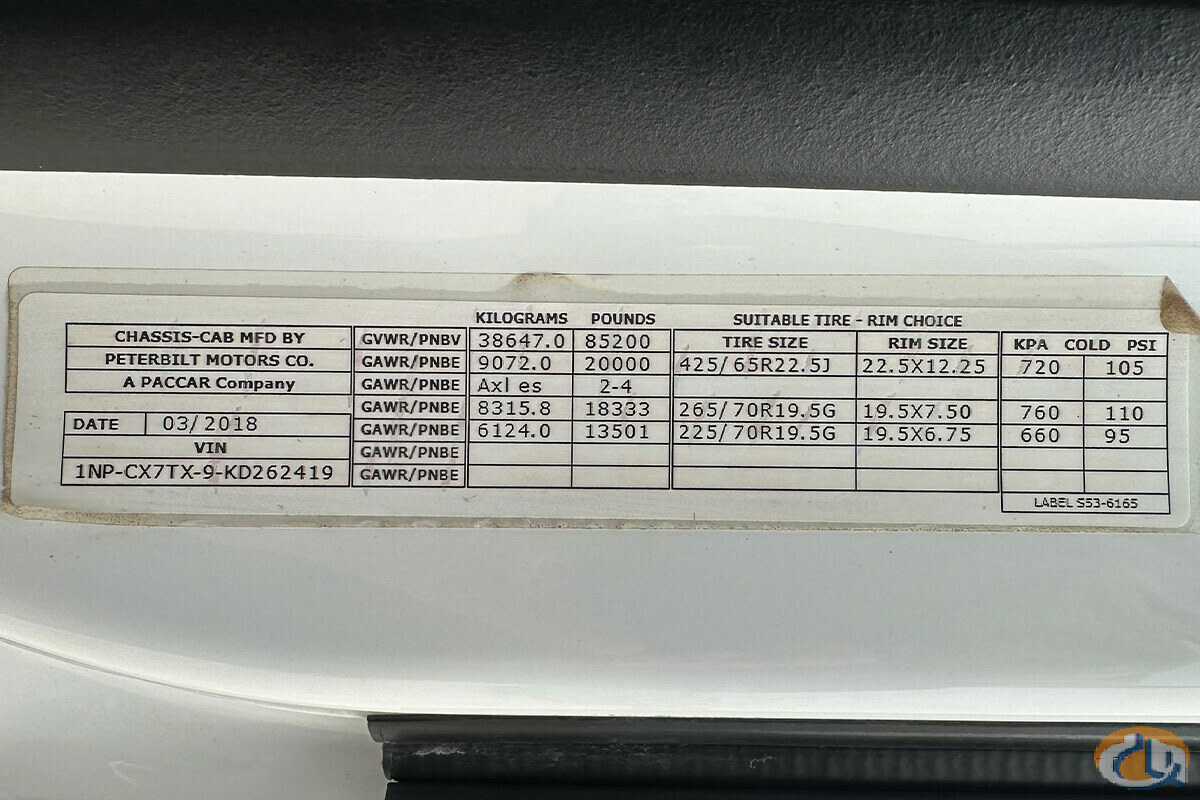 KILOGRAMS POUNDS SUITABLE TIRE - RIM CHOICE
CHASSIS-CAB MFD BY GVWR/PNBV 38647.0 85200 TIRE SIZE RIM SIZE KPA COLD PSI
PETERBILT MOTORS CO. GAWR/PNBE 9072.0 20000 425/65R22.5J 22.5X12.25 720 105
A PACCAR Company GAWR/PNBE Axles 2-4
GAWR/PNBE 8315.8 18333 265/70R19.5G 19.5X7.50 760 110
DATE 03/2018 GAWR/PNBE 6124.0 13501 225/70R19.5G 19.5X6.75 660 95
VIN GAWR/PNBE
1NP-CX7TX-9-KD262419 GAWR/PNBE
LABEL S53-6165